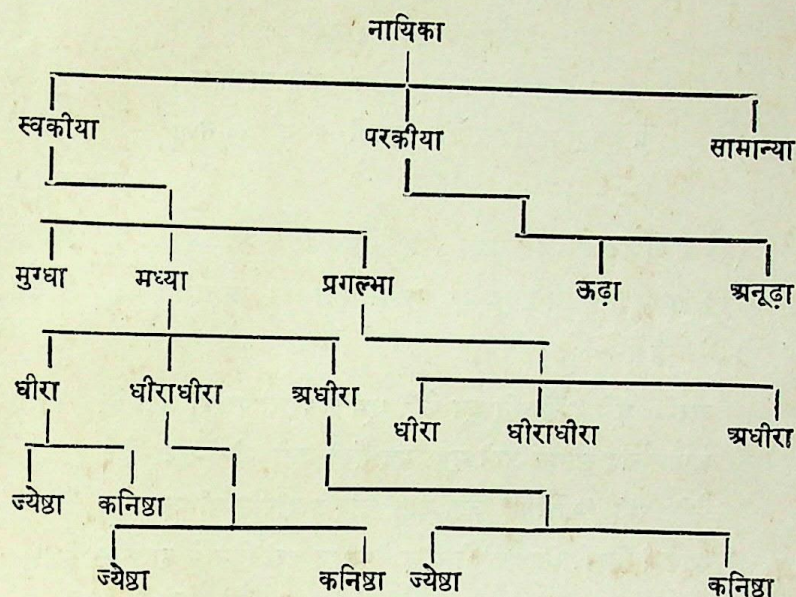 नायिका
स्वकीया परकीया सामान्या
मुग्धा मध्या प्रगल्भा ऊढ़ा अनूढ़ा
धीरा धीराधीरा अधीरा धीरा धीराधीरा अधीरा
ज्येष्ठा कनिष्ठा
ज्येष्ठा कनिष्ठा ज्येष्ठा कनिष्ठा